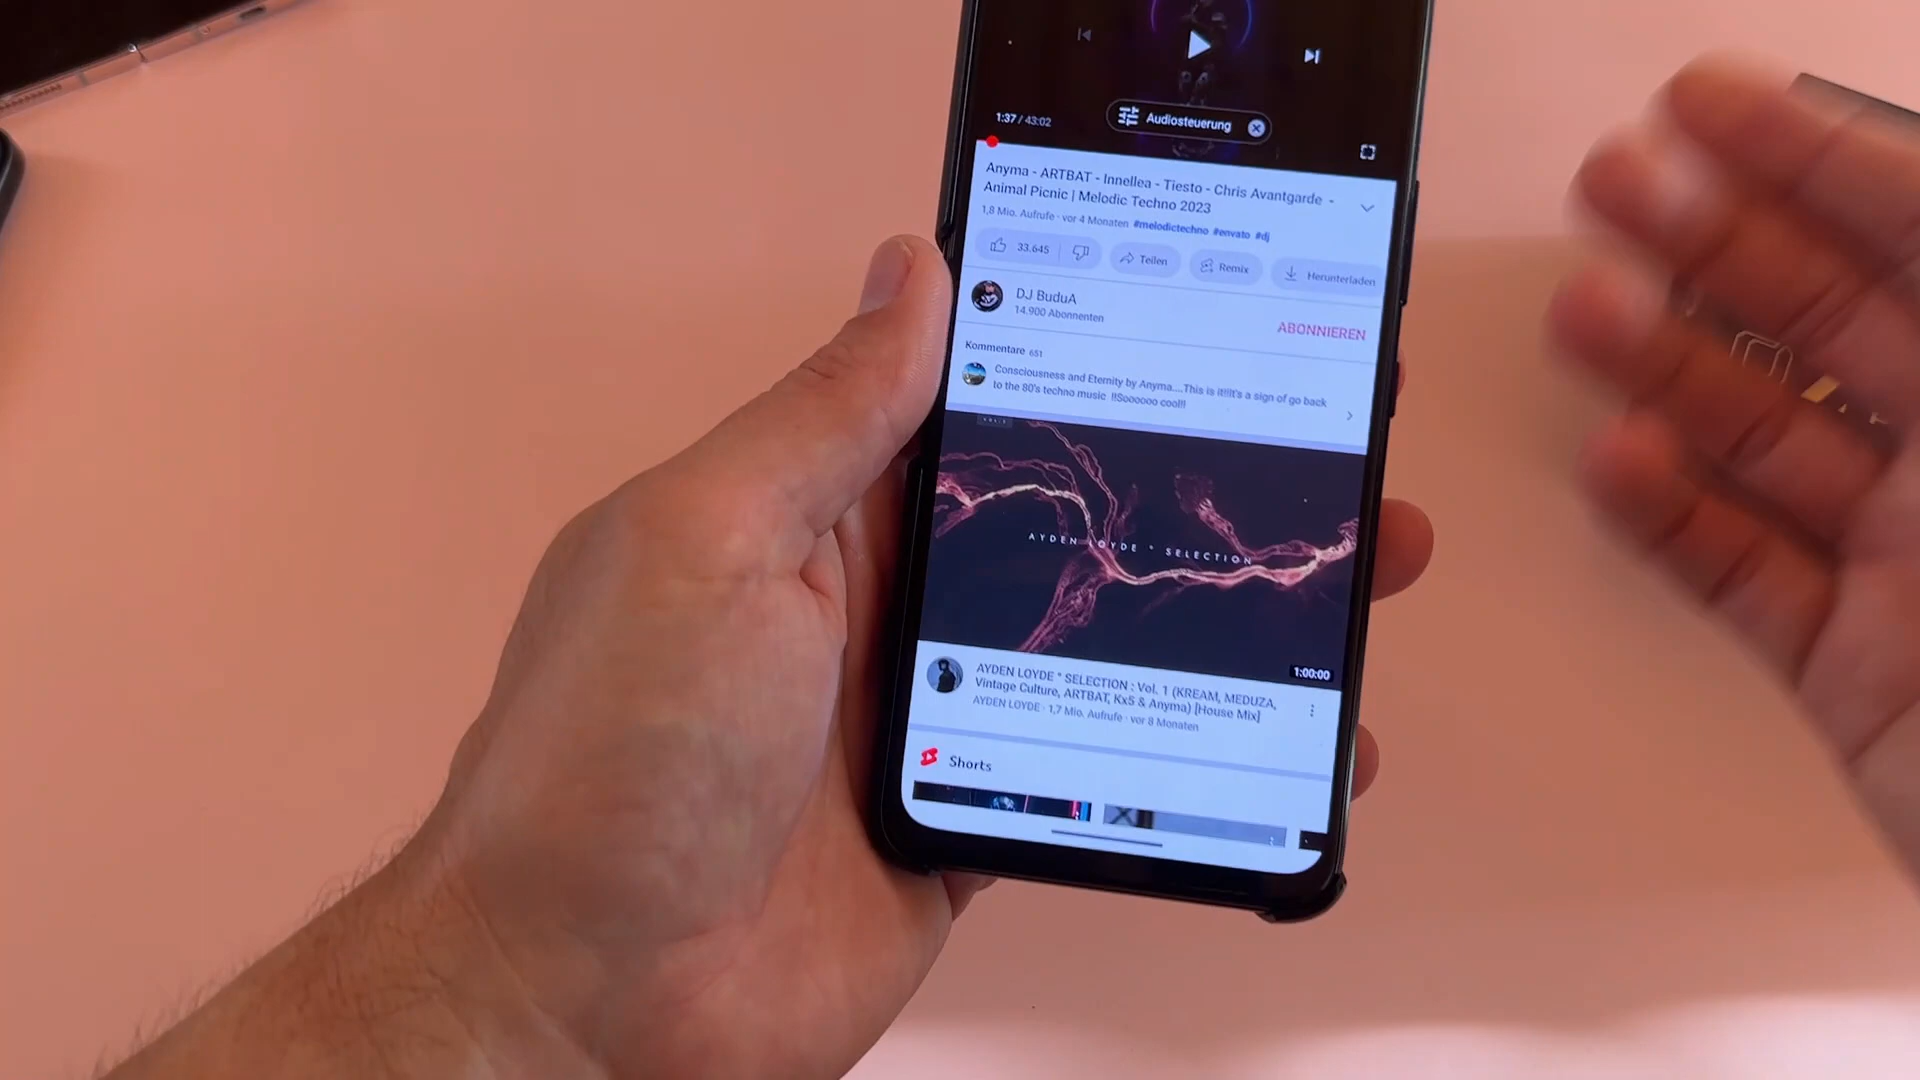 1:37 / 43:02
Audiosteuerung
Anyma - ARTBAT - Innellea - Tiesto - Chris Avantgarde -
Animal Picnic | Melodic Techno 2023
1,8 Mio. Aufrufe · vor 4 Monaten #melodictechno #envato #dj
33.645
Teilen
Remix
Herunterladen
DJ BuduA
14.900 Abonnenten
ABONNIEREN
Kommentare 651
Consciousness and Eternity by Anyma....This is it!!It's a sign of go back
to the 80's techno music !!Soooooo cool!!
AYDEN LOYDE * SELECTION
1:00:00
AYDEN LOYDE * SELECTION : Vol. 1 (KREAM, MEDUZA,
Vintage Culture, ARTBAT, Kx5 & Anyma) [House Mix]
AYDEN LOYDE · 1,7 Mio. Aufrufe · vor 8 Monaten
Shorts